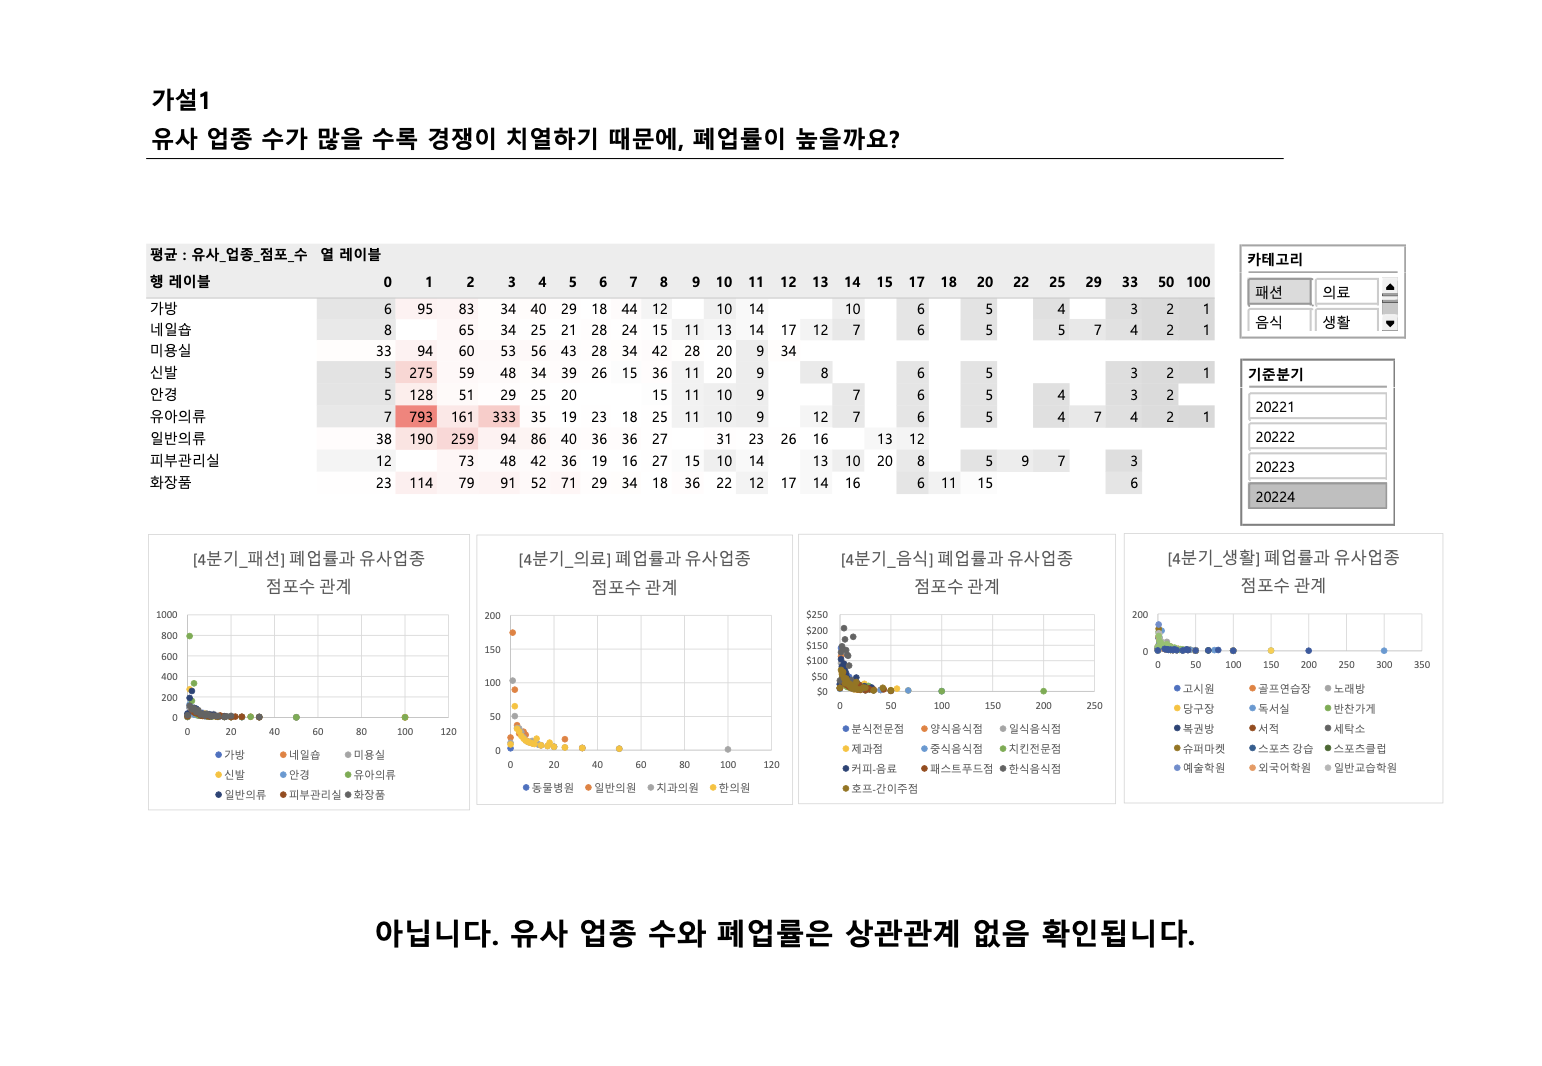 가설1
유사 업종 수가 많을 수록 경쟁이 치열하기 때문에, 폐업률이 높을까요?
평균 : 유사_업종_점포_수 열 레이블
행 레이블 0 1 2 3 4 5 6 7 8 9 10 11 12 13 14 15 17 18 20 22 25 29 33 50 100
가방 6 95 83 34 40 29 18 44 12 10 14 10 6 5 4 3 2 1
네일숍 8 65 34 25 21 28 24 15 11 13 14 17 12 7 6 5 5 7 4 2 1
미용실 33 94 60 53 56 43 28 34 42 28 20 9 34
신발 5 275 59 48 34 39 26 15 36 11 20 9 8 6 5 3 2 1
안경 5 128 51 29 25 20 15 11 10 9 7 6 5 4 3 2
유아의류 7 793 161 333 35 19 23 18 25 11 10 9 12 7 6 5 4 7 4 2 1
일반의류 38 190 259 94 86 40 36 36 27 31 23 26 16 13 12
피부관리실 12 73 48 42 36 19 16 27 15 10 14 13 10 20 8 5 9 7 3
화장품 23 114 79 91 52 71 29 34 18 36 22 12 17 14 16 6 11 15 6
카테고리
패션 의료
음식 생활
기준분기
20221
20222
20223
20224
[4분기_패션] 폐업률과 유사업종
점포수 관계
1000
800
600
400
200
0
0 20 40 60 80 100 120
가방 네일숍 미용실
신발 안경 유아의류
일반의류 피부관리실 화장품
[4분기_의료] 폐업률과 유사업종
점포수 관계
200
150
100
50
0
0 20 40 60 80 100 120
동물병원 일반의원 치과의원 한의원
[4분기_음식] 폐업률과 유사업종
점포수 관계
$250
$200
$150
$100
$50
$0
0 50 100 150 200 250
분식전문점 양식음식점 일식음식점
제과점 중식음식점 치킨전문점
커피-음료 패스트푸드점 한식음식점
호프-간이주점
[4분기_생활] 폐업률과 유사업종
점포수 관계
200
0
0 50 100 150 200 250 300 350
고시원 골프연습장 노래방
당구장 독서실 반찬가게
복권방 서적 세탁소
슈퍼마켓 스포츠 강습 스포츠클럽
예술학원 외국어학원 일반교습학원
아닙니다. 유사 업종 수와 폐업률은 상관관계 없음 확인됩니다.